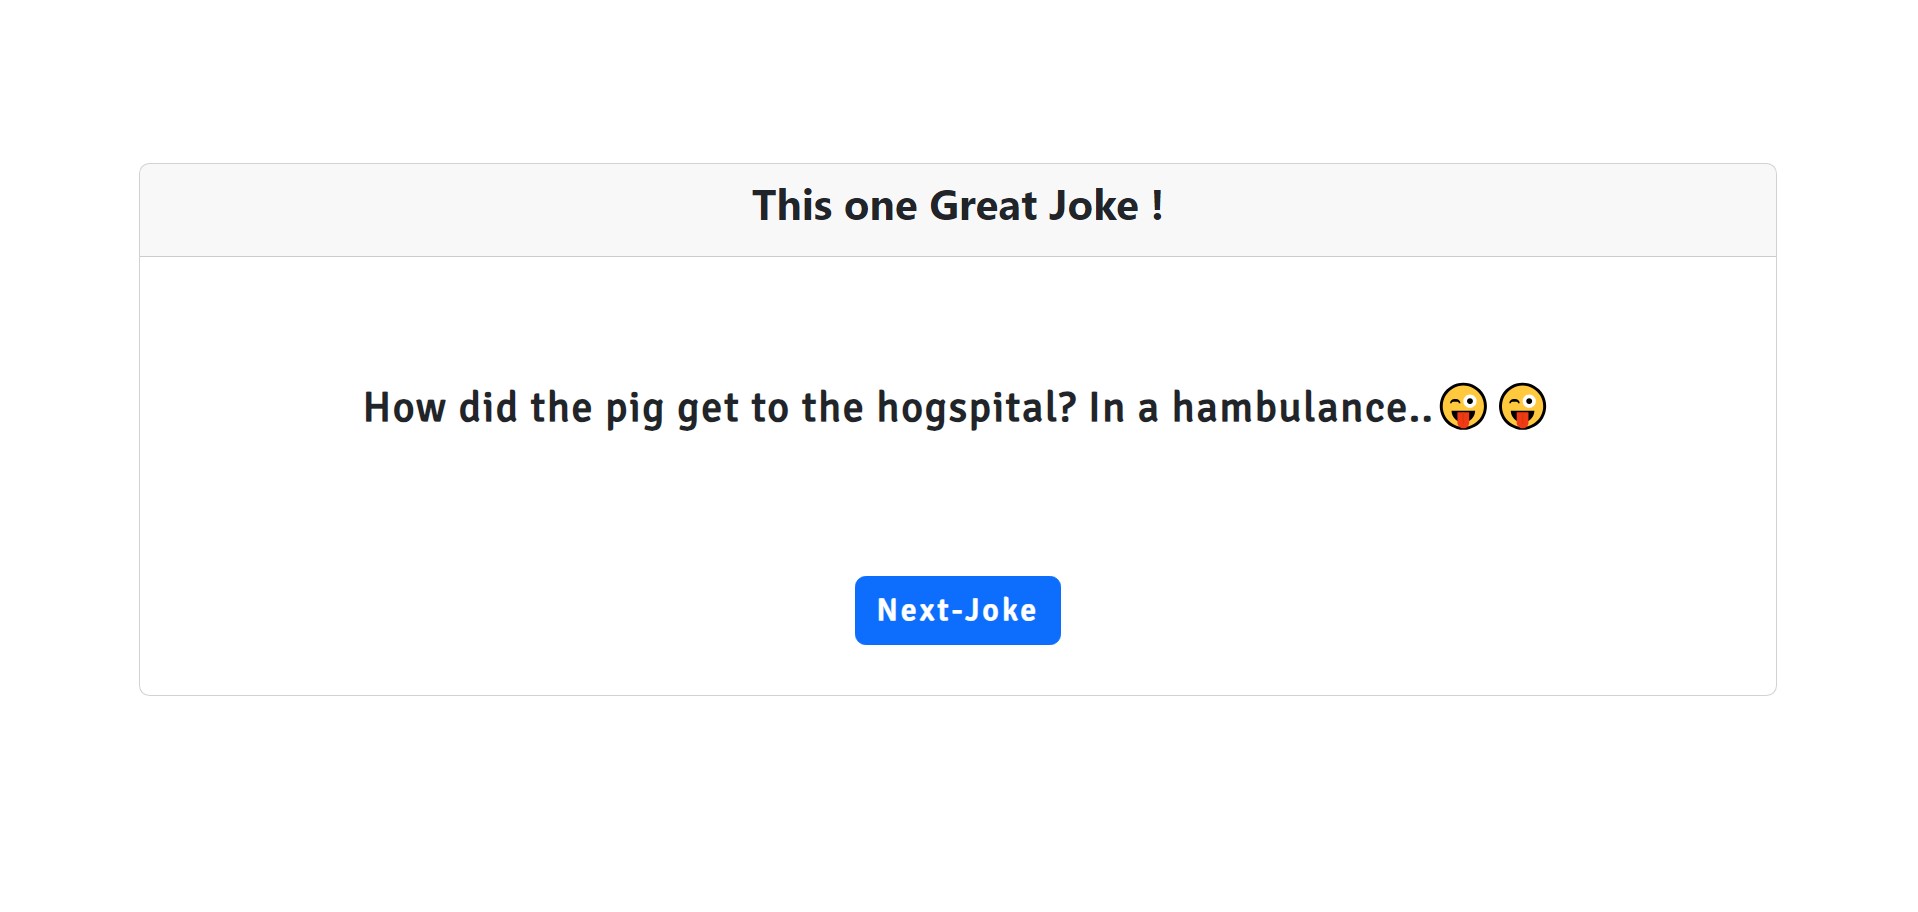 This one Great Joke !
How did the pig get to the hogspital? In a hambulance..😜😜
Next-Joke